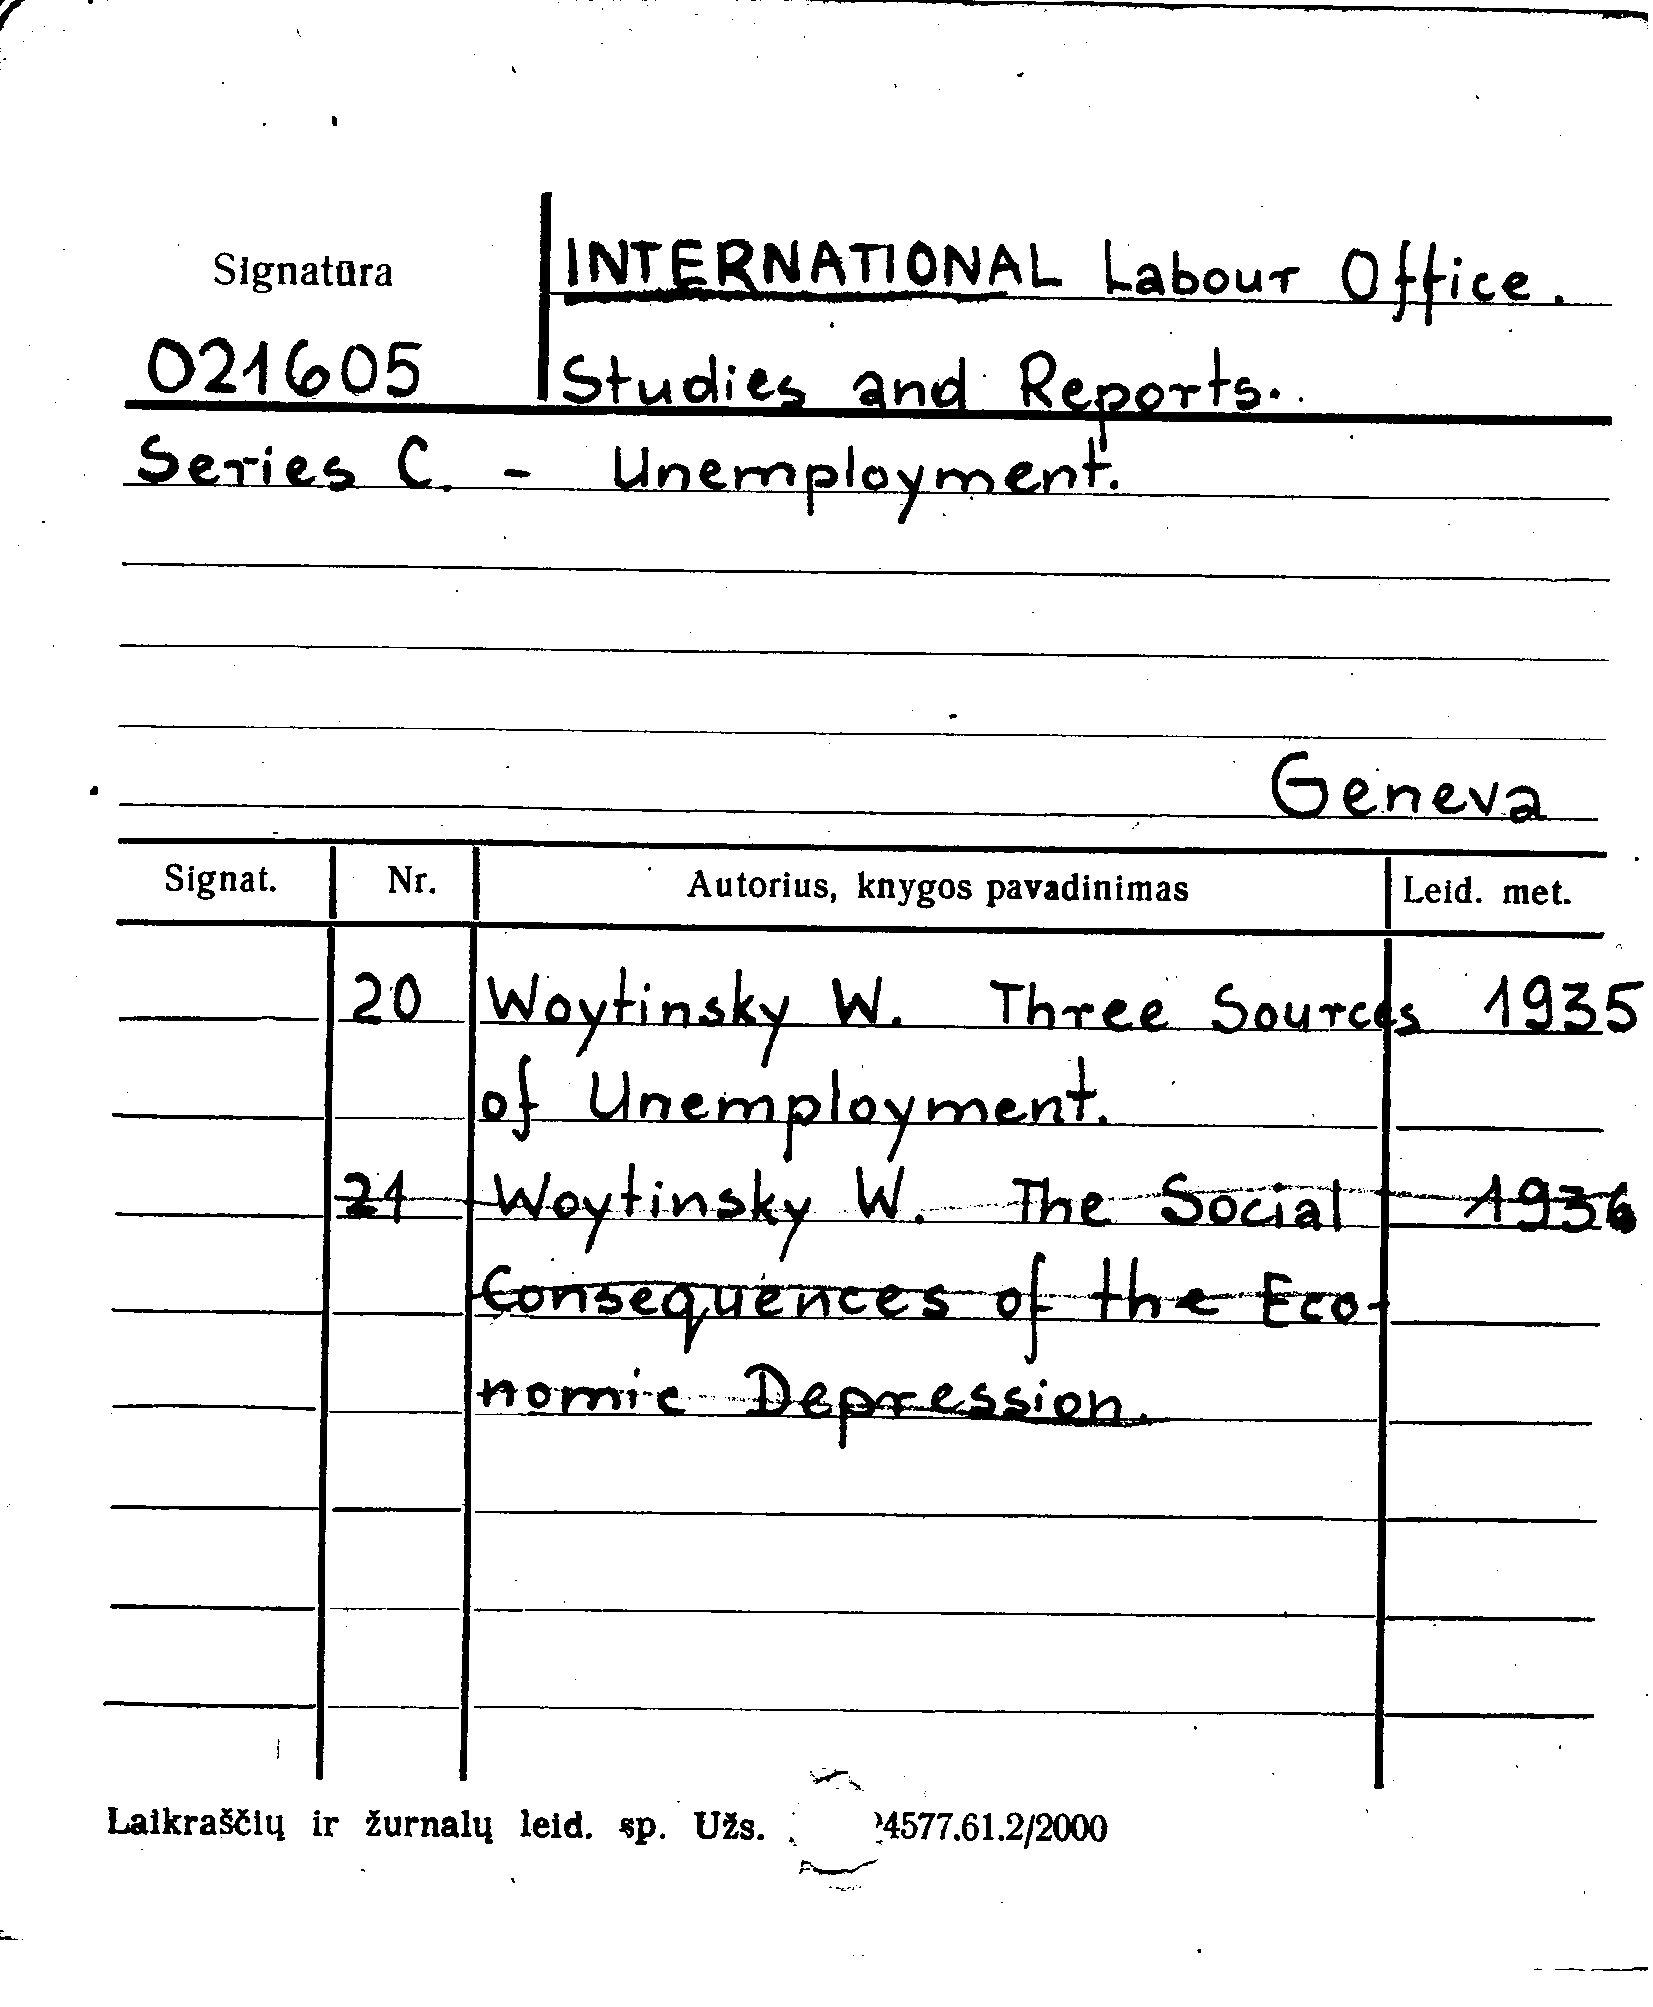 Signatūra INTERNATIONAL Labour Office.
021605 Studies and Reports.
Series C. - Unemployment.
Geneva
Signat. Nr. Autorius, knygos pavadinimas Leid. met.
20 Woytinsky W. Three Sources 1935
of Unemployment.
21 Woytinsky W. The Social 1936
Consequences of the Eco-
nomic Depression.
Laikraščių ir žurnalų leid. sp. Užs. 4577.61.2/2000